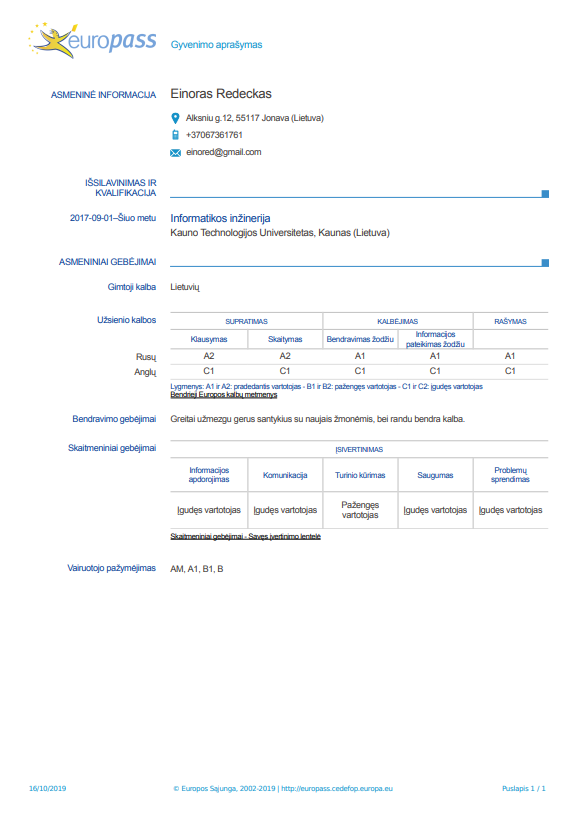 europass
Gyvenimo aprašymas
ASMENINĖ INFORMACIJA
Einoras Redeckas
Alksniu g.12, 55117 Jonava (Lietuva)
+37067361761
einored@gmail.com
IŠSILAVINIMAS IR
KVALIFIKACIJA
2017-09-01–Šiuo metu
Informatikos inžinerija
Kauno Technologijos Universitetas, Kaunas (Lietuva)
ASMENINIAI GEBĖJIMAI
Gimtoji kalba
Lietuvių
Užsienio kalbos
SUPRATIMAS KALBĖJIMAS RAŠYMAS
Klausymas Skaitymas Bendravimas žodžiu Informacijos
pateikimas žodžiu
Rusų A2 A2 A1 A1 A1
Anglų C1 C1 C1 C1 C1
Lygmenys: A1 ir A2: pradedantis vartotojas - B1 ir B2: pažengęs vartotojas - C1 ir C2: įgudęs vartotojas
Bendrieji Europos kalbų metmenys
Bendravimo gebėjimai
Greitai užmezgu gerus santykius su naujais žmonėmis, bei randu bendra kalba.
Skaitmeniniai gebėjimai
ĮSIVERTINIMAS
Informacijos
apdorojimas
Komunikacija
Turinio kūrimas
Saugumas
Problemų
sprendimas
Įgudęs vartotojas
Įgudęs vartotojas
Pažengęs
vartotojas
Įgudęs vartotojas
Įgudęs vartotojas
Skaitmeniniai gebėjimai - Savęs įvertinimo lentelė
Vairuotojo pažymėjimas
AM, A1, B1, B
16/10/2019
© Europos Sąjunga, 2002-2019 | http://europass.cedefop.europa.eu
Puslapis 1 / 1